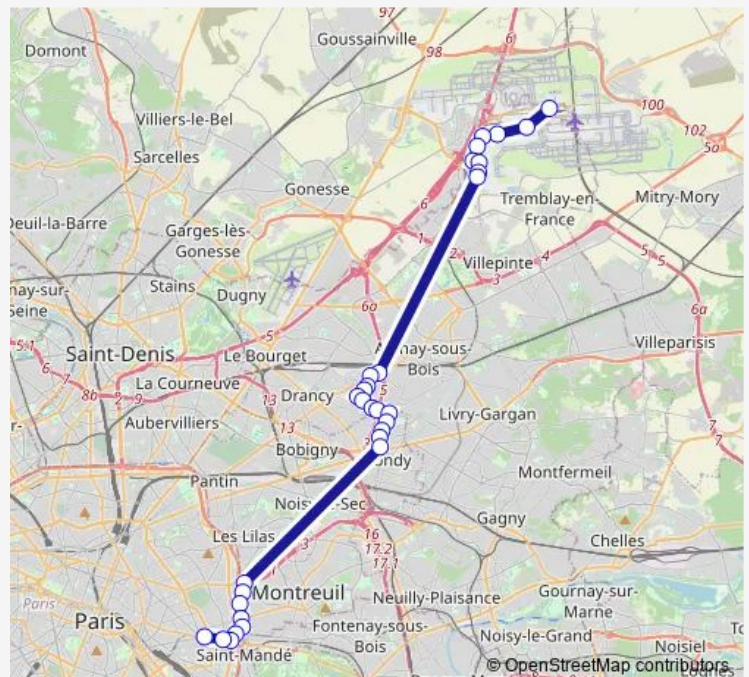 97
6
Domont
Goussainville
98
Villiers-le-Bel
100
102
5a
Sarcelles
Gonesse
6
Tremblay-en-
France
Mitry-Mory
Deuil-la-Barre
Garges-lès-
Gonesse
1
2
Villepinte
4
5
5
3
Stains
Dugny
6a
6a
nay-sur-
Seine
5
5.1
Saint-Denis
Le Bourget
nay-sous-
Bois
Villeparisis
6
1
8b
2
9
La Courneuve
13
Drancy
5
Livry-Gargan
Aubervilliers
13
7
7
Bobigny
ondy
Pantin
Montfermeil
Noisy-le-Sec
Gagny
Les Lilas
16
3
17.2
17.1
Chelles
Paris
Montreuil
Neuilly-Plaisance
Gournay-sur-
Marne
Paris
Fontenay-sous-
Bois
Saint-Mandé
Noisy-le-Grand
Noisiel
© OpenStreetMap contributors